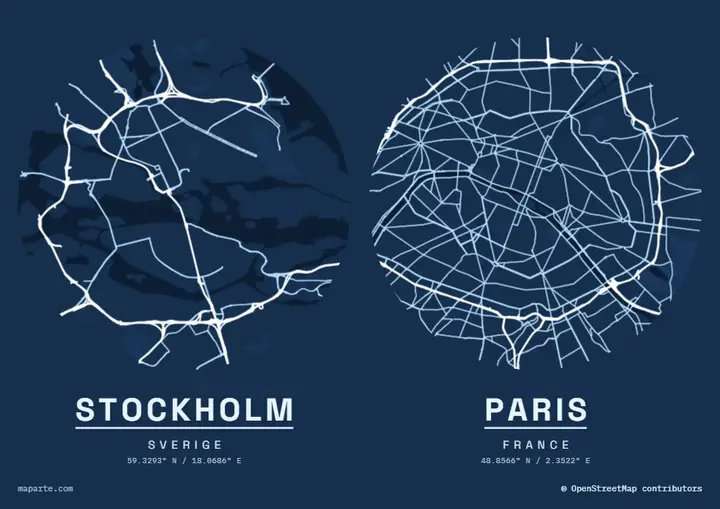 STOCKHOLM
SVERIGE
59.3293° N / 18.0686° E
PARIS
FRANCE
48.8566° N / 2.3522° E
maparte.com
© OpenStreetMap contributors